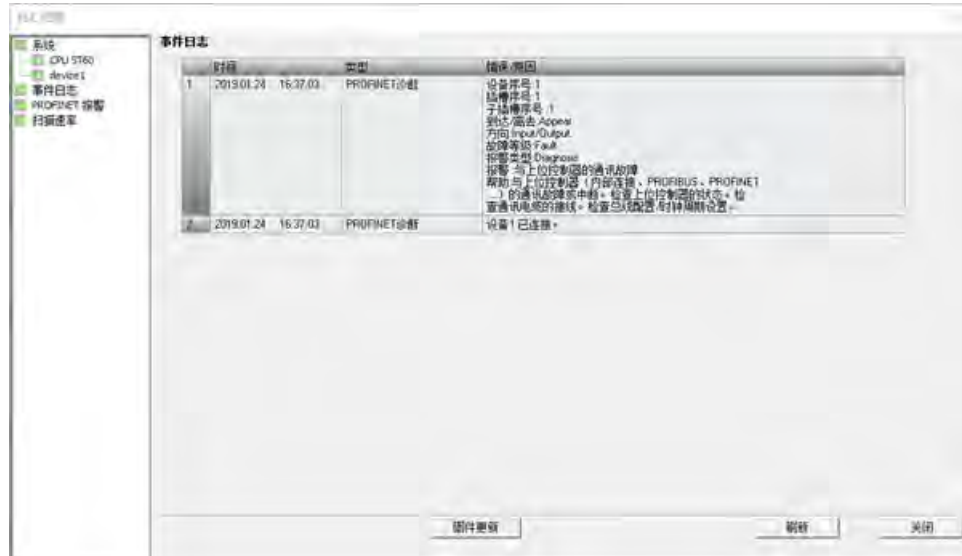 PLC 信息
系统
CPU ST60
device1
事件日志
PROFINET 报警
扫描速率
事件日志
时间 类型 错误/原因
1 2019.01.24 16:37:03 PROFINET诊断 设备序号:1
插槽序号:1
子插槽序号:1
到达/离去:Appear
方向:Input/Output
故障等级:Fault
报警类型:Diagnosis
报警:与上位控制器的通讯故障
帮助:与上位控制器(内部连接、PROFIBUS、PROFINET
...)的通讯故障或中断。检查上位控制器的状态。检
查通讯电缆的接线。检查总线配置/时钟周期设置。
2 2019.01.24 16:37:03 PROFINET诊断 设备1已连接。
固件更新 刷新 关闭